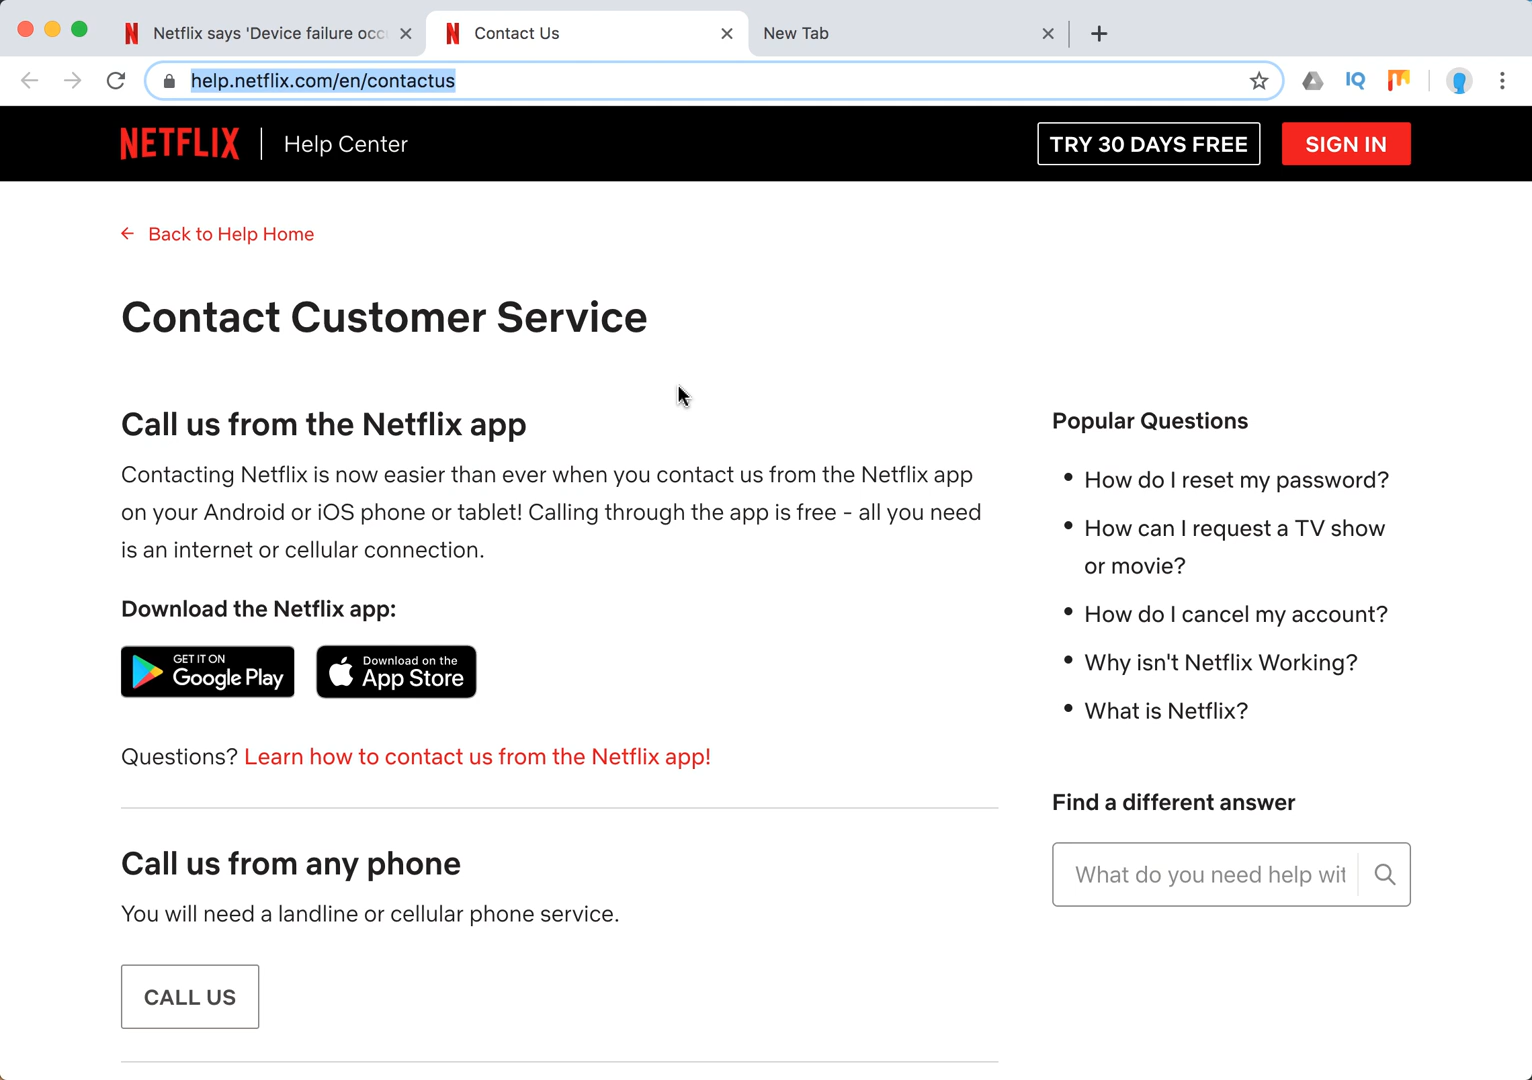 Netflix says 'Device failure occ
Contact Us
New Tab
help.netflix.com/en/contactus
IQ
NETFLIX
Help Center
TRY 30 DAYS FREE
SIGN IN
← Back to Help Home
Contact Customer Service
Call us from the Netflix app
Contacting Netflix is now easier than ever when you contact us from the Netflix app
on your Android or iOS phone or tablet! Calling through the app is free - all you need
is an internet or cellular connection.
Download the Netflix app:
GET IT ON
Google Play
Download on the
App Store
Questions? Learn how to contact us from the Netflix app!
Call us from any phone
You will need a landline or cellular phone service.
CALL US
Popular Questions
• How do I reset my password?
• How can I request a TV show
or movie?
• How do I cancel my account?
• Why isn't Netflix Working?
• What is Netflix?
Find a different answer
What do you need help wit